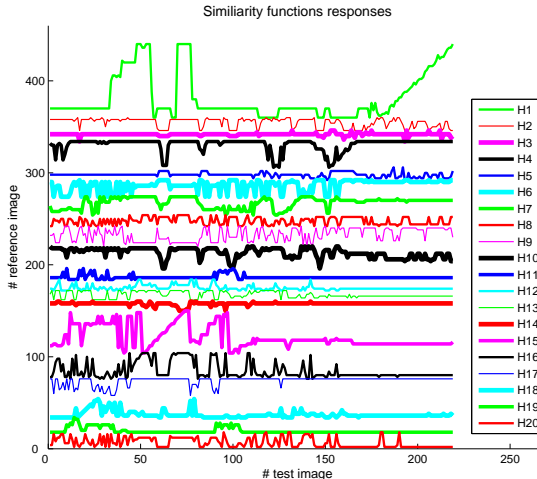 Similiarity functions responses
400
300
200
100
0
# reference image
0
50
100
150
200
250
# test image
H1
H2
H3
H4
H5
H6
H7
H8
H9
H10
H11
H12
H13
H14
H15
H16
H17
H18
H19
H20